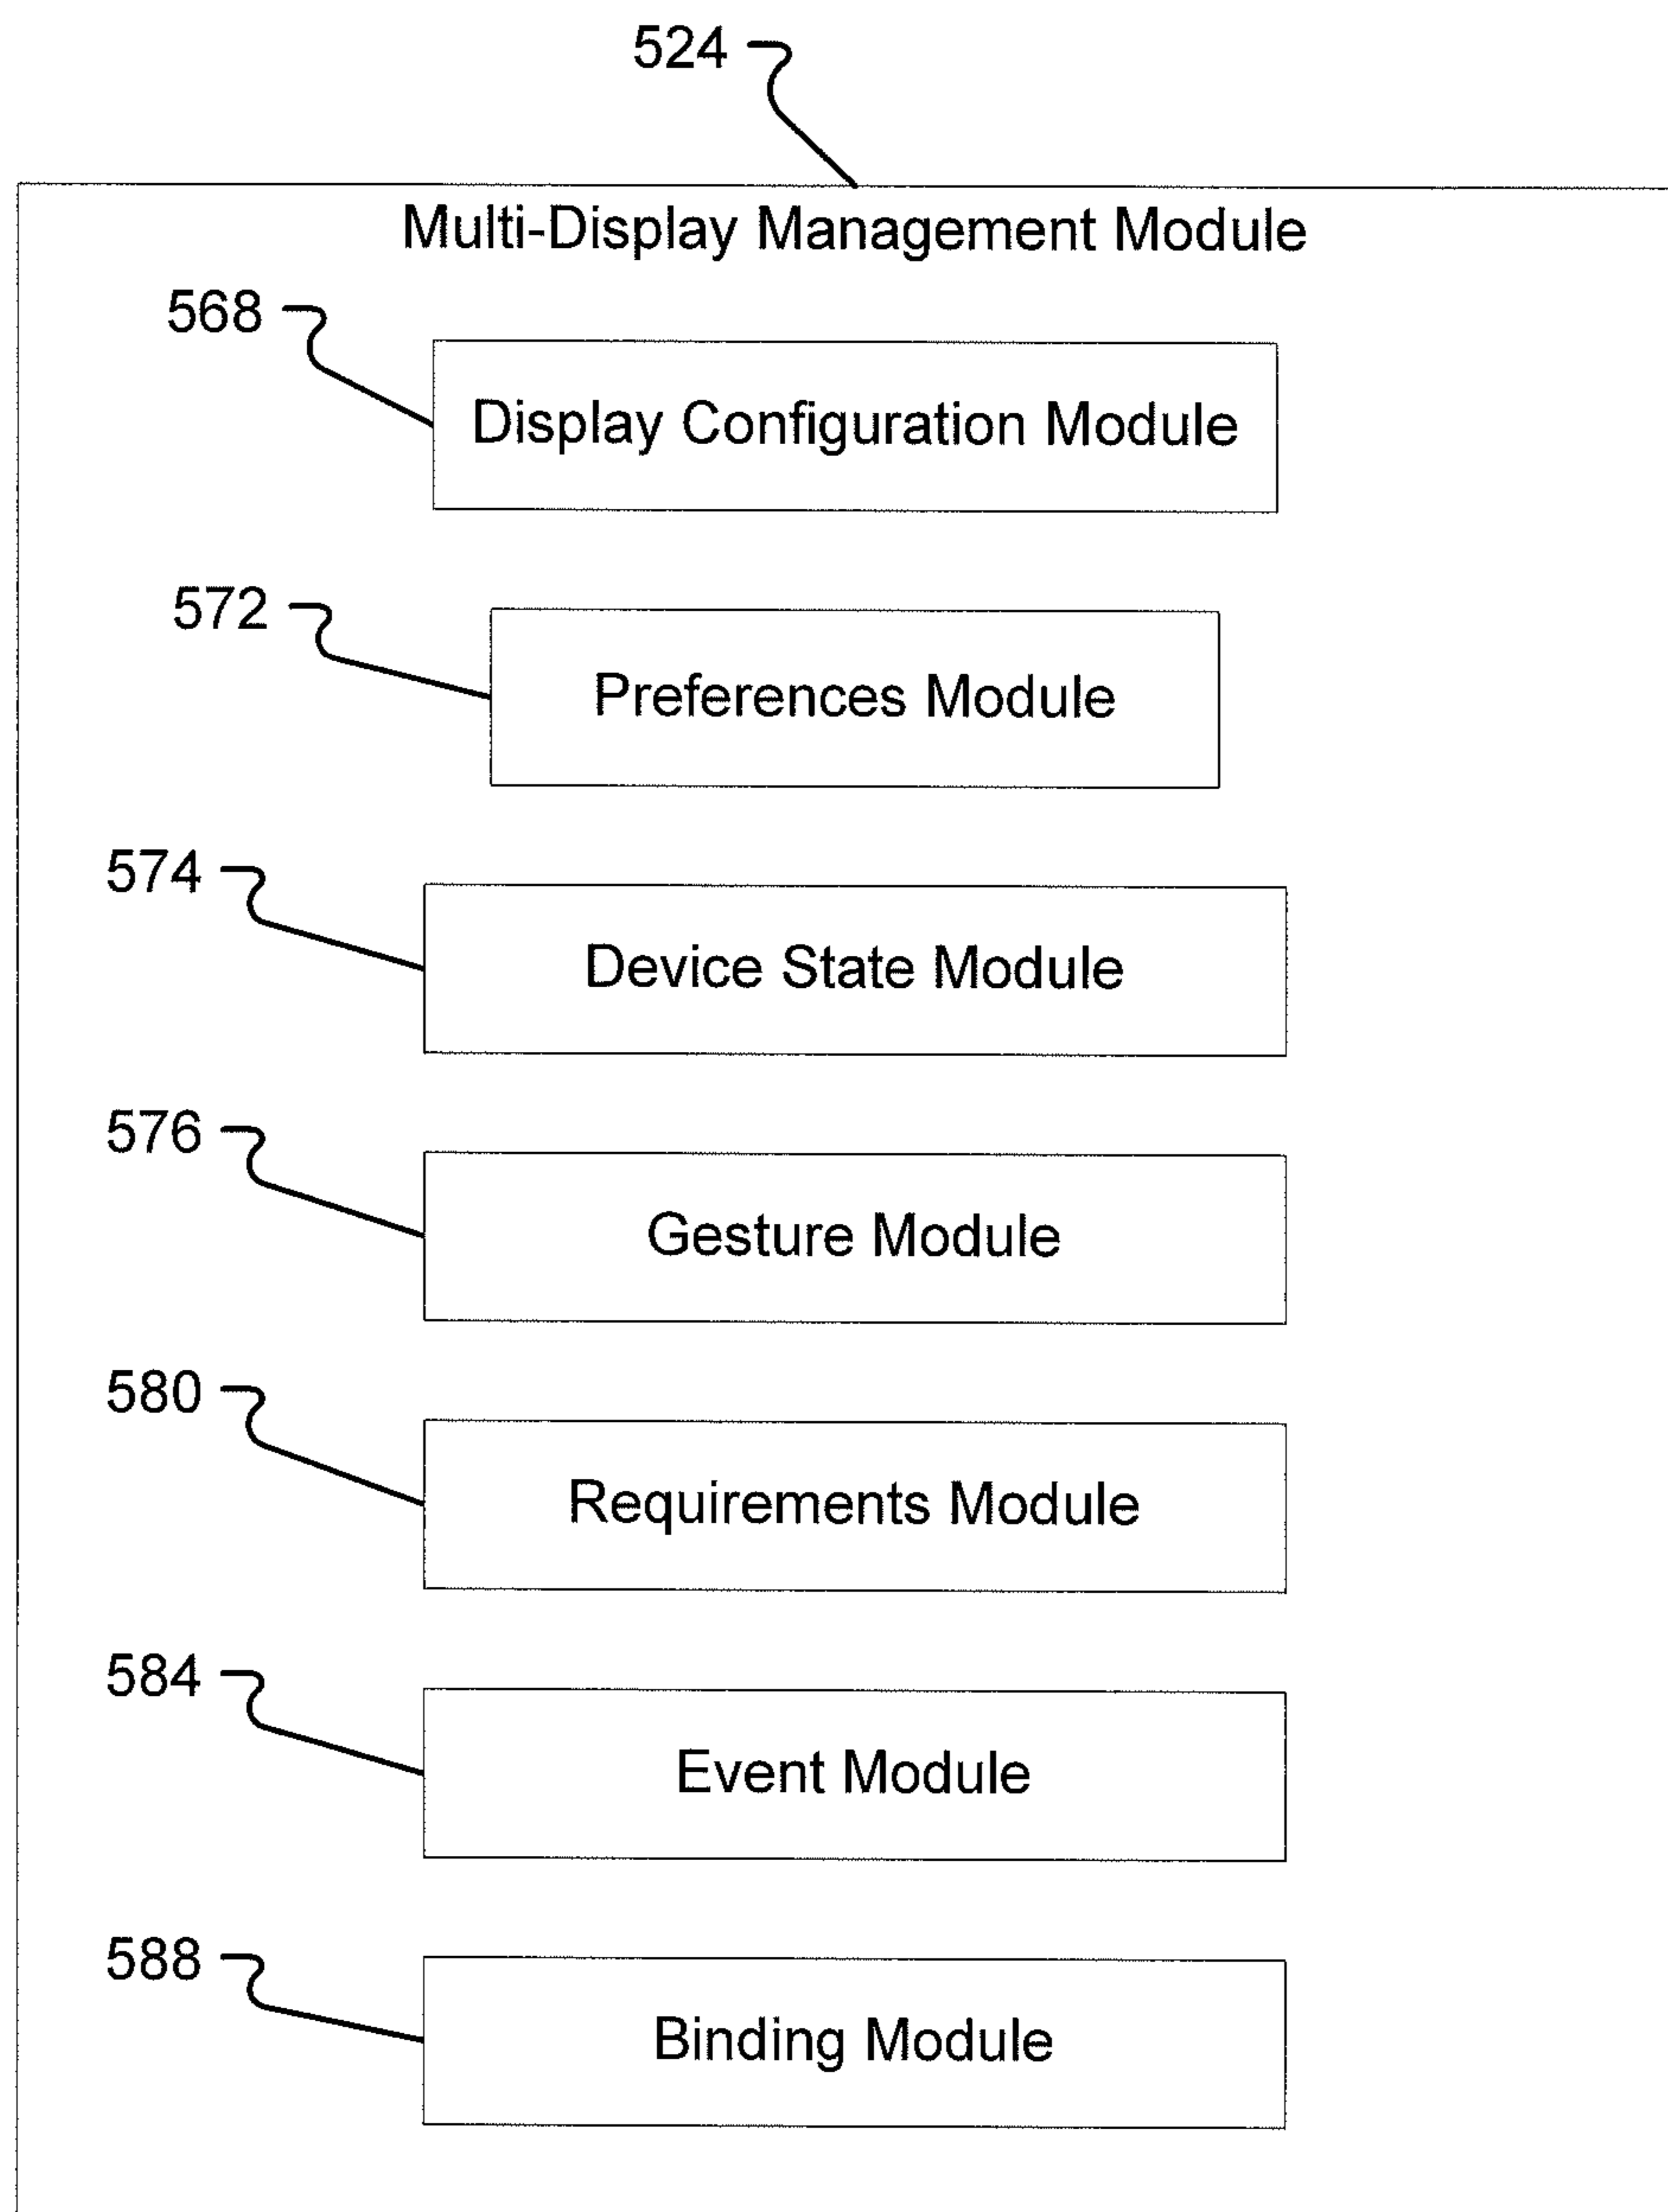 524
Multi-Display Management Module
568
Display Configuration Module
572
Preferences Module
574
Device State Module
576
Gesture Module
580
Requirements Module
584
Event Module
588
Binding Module